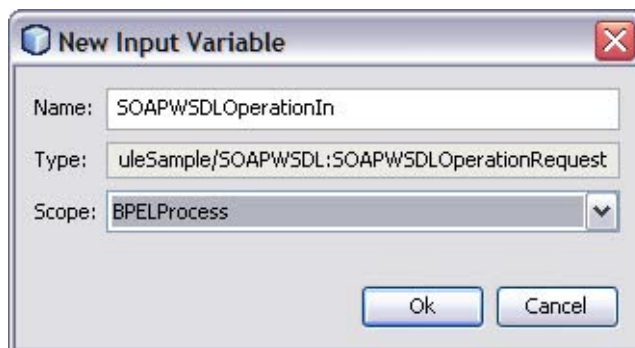 New Input Variable
Name: SOAPWSDLOperationIn
Type: uleSample/SOAPWSDL:SOAPWSDLOperationRequest
Scope: BPELProcess
Ok Cancel